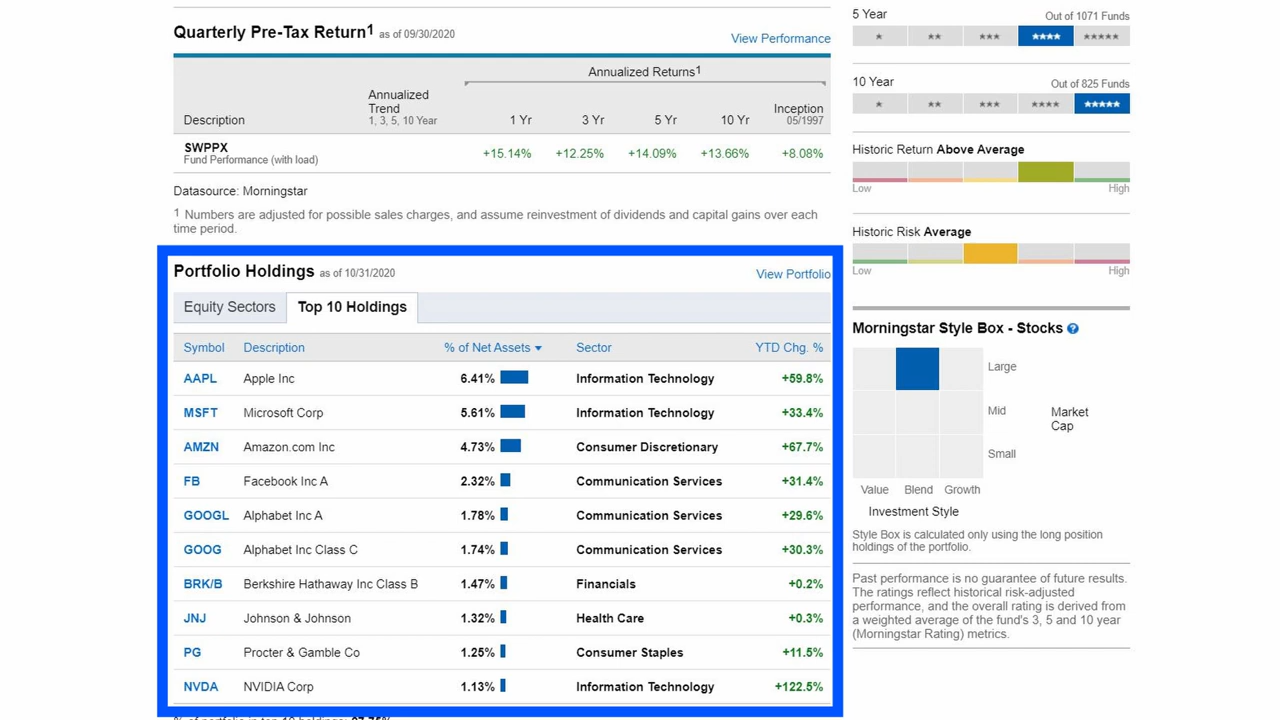 Quarterly Pre-Tax Return1 as of 09/30/2020
View Performance
Annualized Returns1
Annualized
Trend
1, 3, 5, 10 Year
Description
1 Yr
3 Yr
5 Yr
10 Yr
Inception
05/1997
SWPPX
Fund Performance (with load)
+15.14%
+12.25%
+14.09%
+13.66%
+8.08%
Datasource: Morningstar
1 Numbers are adjusted for possible sales charges, and assume reinvestment of dividends and capital gains over each
time period.
Portfolio Holdings as of 10/31/2020
View Portfolio
Equity Sectors
Top 10 Holdings
Symbol Description % of Net Assets Sector YTD Chg. %
AAPL Apple Inc 6.41% Information Technology +59.8%
MSFT Microsoft Corp 5.61% Information Technology +33.4%
AMZN Amazon.com Inc 4.73% Consumer Discretionary +67.7%
FB Facebook Inc A 2.32% Communication Services +31.4%
GOOGL Alphabet Inc A 1.78% Communication Services +29.6%
GOOG Alphabet Inc Class C 1.74% Communication Services +30.3%
BRK/B Berkshire Hathaway Inc Class B 1.47% Financials +0.2%
JNJ Johnson & Johnson 1.32% Health Care +0.3%
PG Procter & Gamble Co 1.25% Consumer Staples +11.5%
NVDA NVIDIA Corp 1.13% Information Technology +122.5%
5 Year
Out of 1071 Funds
10 Year
Out of 825 Funds
Historic Return Above Average
Low
High
Historic Risk Average
Low
High
Morningstar Style Box - Stocks ?
Large
Mid
Small
Market
Cap
Value
Blend
Growth
Investment Style
Style Box is calculated only using the long position
holdings of the portfolio.
Past performance is no guarantee of future results.
The ratings reflect historical risk-adjusted
performance, and the overall rating is derived from
a weighted average of the fund's 3, 5 and 10 year
(Morningstar Rating) metrics.